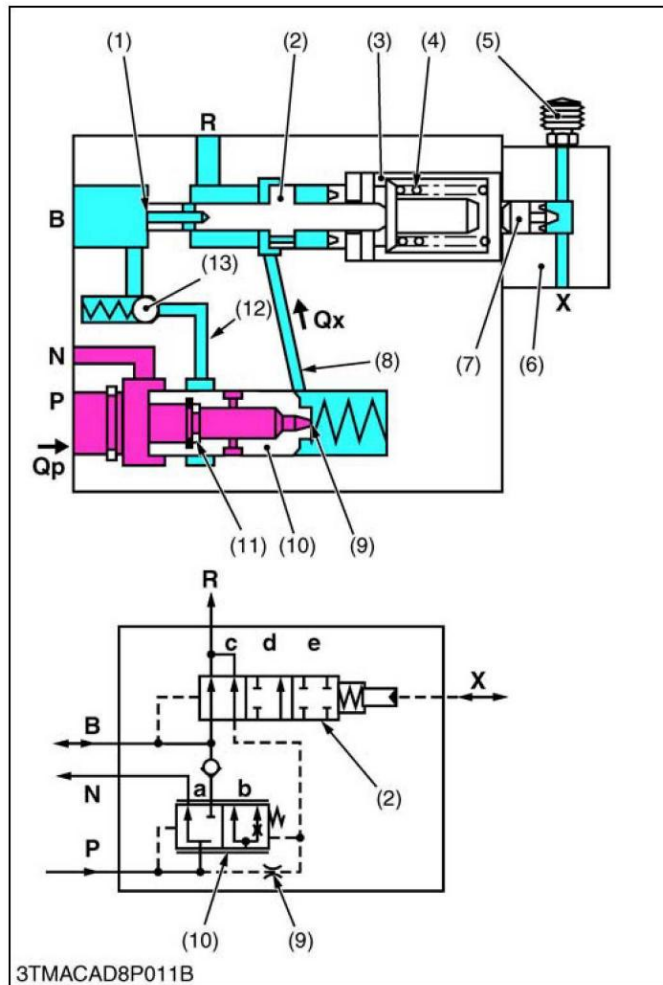 (1) (2) (3) (4) (5)
R
B
(13)
(12)
Qx
X
N
(8)
(7)
(6)
P
Qp
(11) (10) (9)
R
c d e
X
B
(2)
N
a b
P
(10) (9)
3TMACAD8P011B